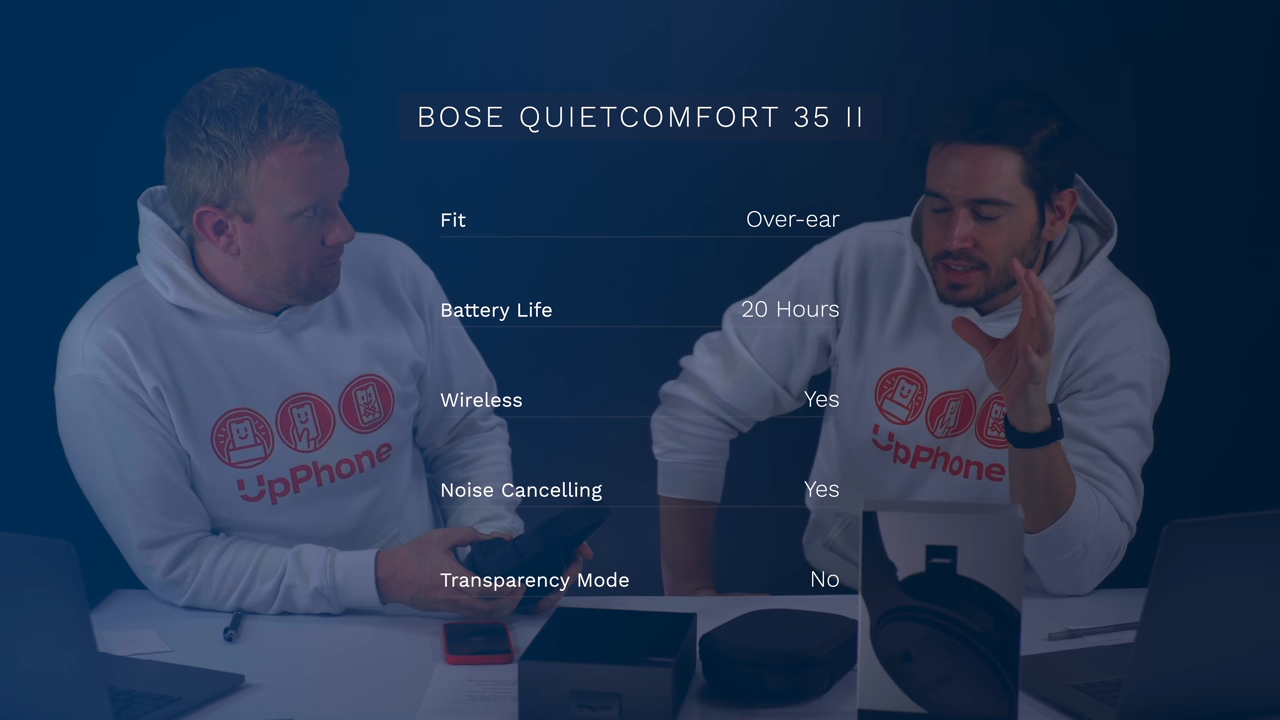 BOSE QUIETCOMFORT 35 II
Fit Over-ear
Battery Life 20 Hours
Wireless Yes
Noise Cancelling Yes
Transparency Mode No
UpPhone
UpPhone